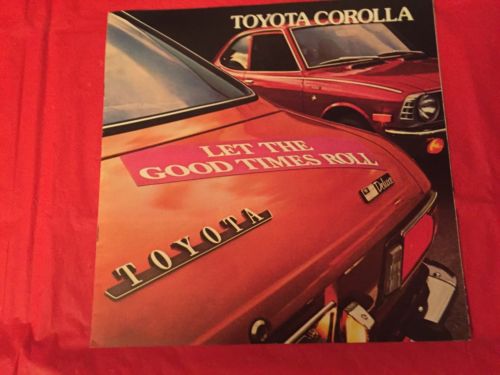 TOYOTA COROLLA
LET THE
GOOD TIMES ROLL
Deluxe
TOYOTA